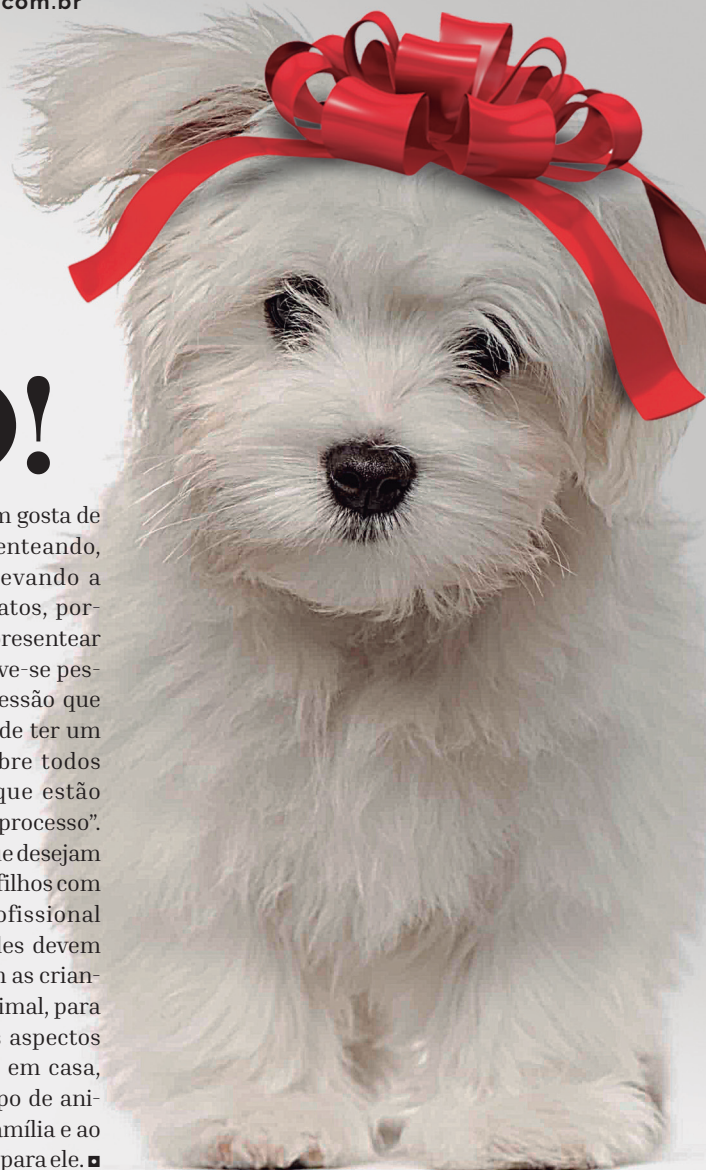 com.br
O!
m gosta de
enteando,
evando a
atos, por-
presentear
ve-se pes-
essão que
de ter um
bre todos
que estão
processo”.
ue desejam
filhos com
ofissional
les devem
m as crian-
imal, para
s aspectos
em casa,
po de ani-
amília e ao
para ele.